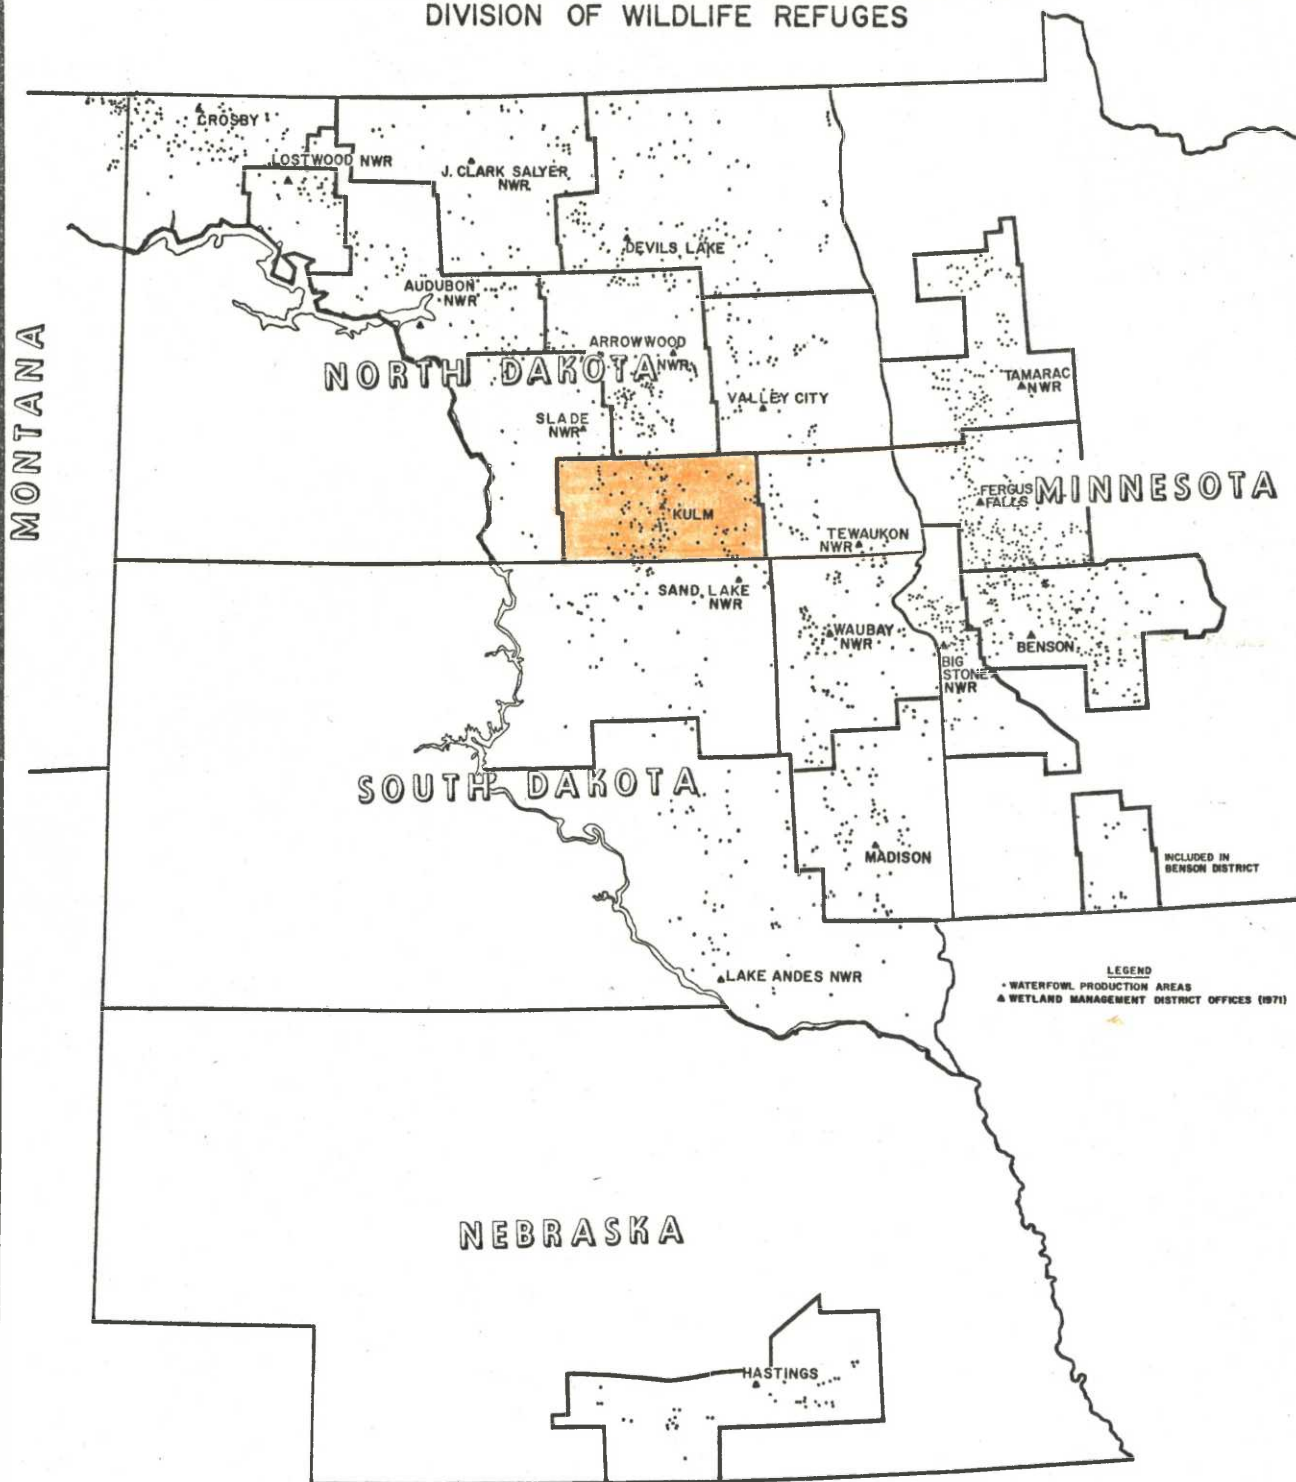 DIVISION OF WILDLIFE REFUGES
CROSBY
LOSTWOOD NWR
J. CLARK SALYER
NWR
DEVILS LAKE
AUDUBON
NWR
MONTANA
NORTH DAKOTA
ARROWWOOD
NWR
TAMARAC
NWR
VALLEY CITY
SLADE
NWR
KULM
FERGUS
FALLS
MINNESOTA
TEWAUKON
NWR
SAND LAKE
NWR
WAUBAY
NWR
BENSON
BIG
STONE
NWR
SOUTH DAKOTA
MADISON
INCLUDED IN
BENSON DISTRICT
LAKE ANDES NWR
LEGEND
• WATERFOWL PRODUCTION AREAS
▲ WETLAND MANAGEMENT DISTRICT OFFICES (1971)
NEBRASKA
HASTINGS